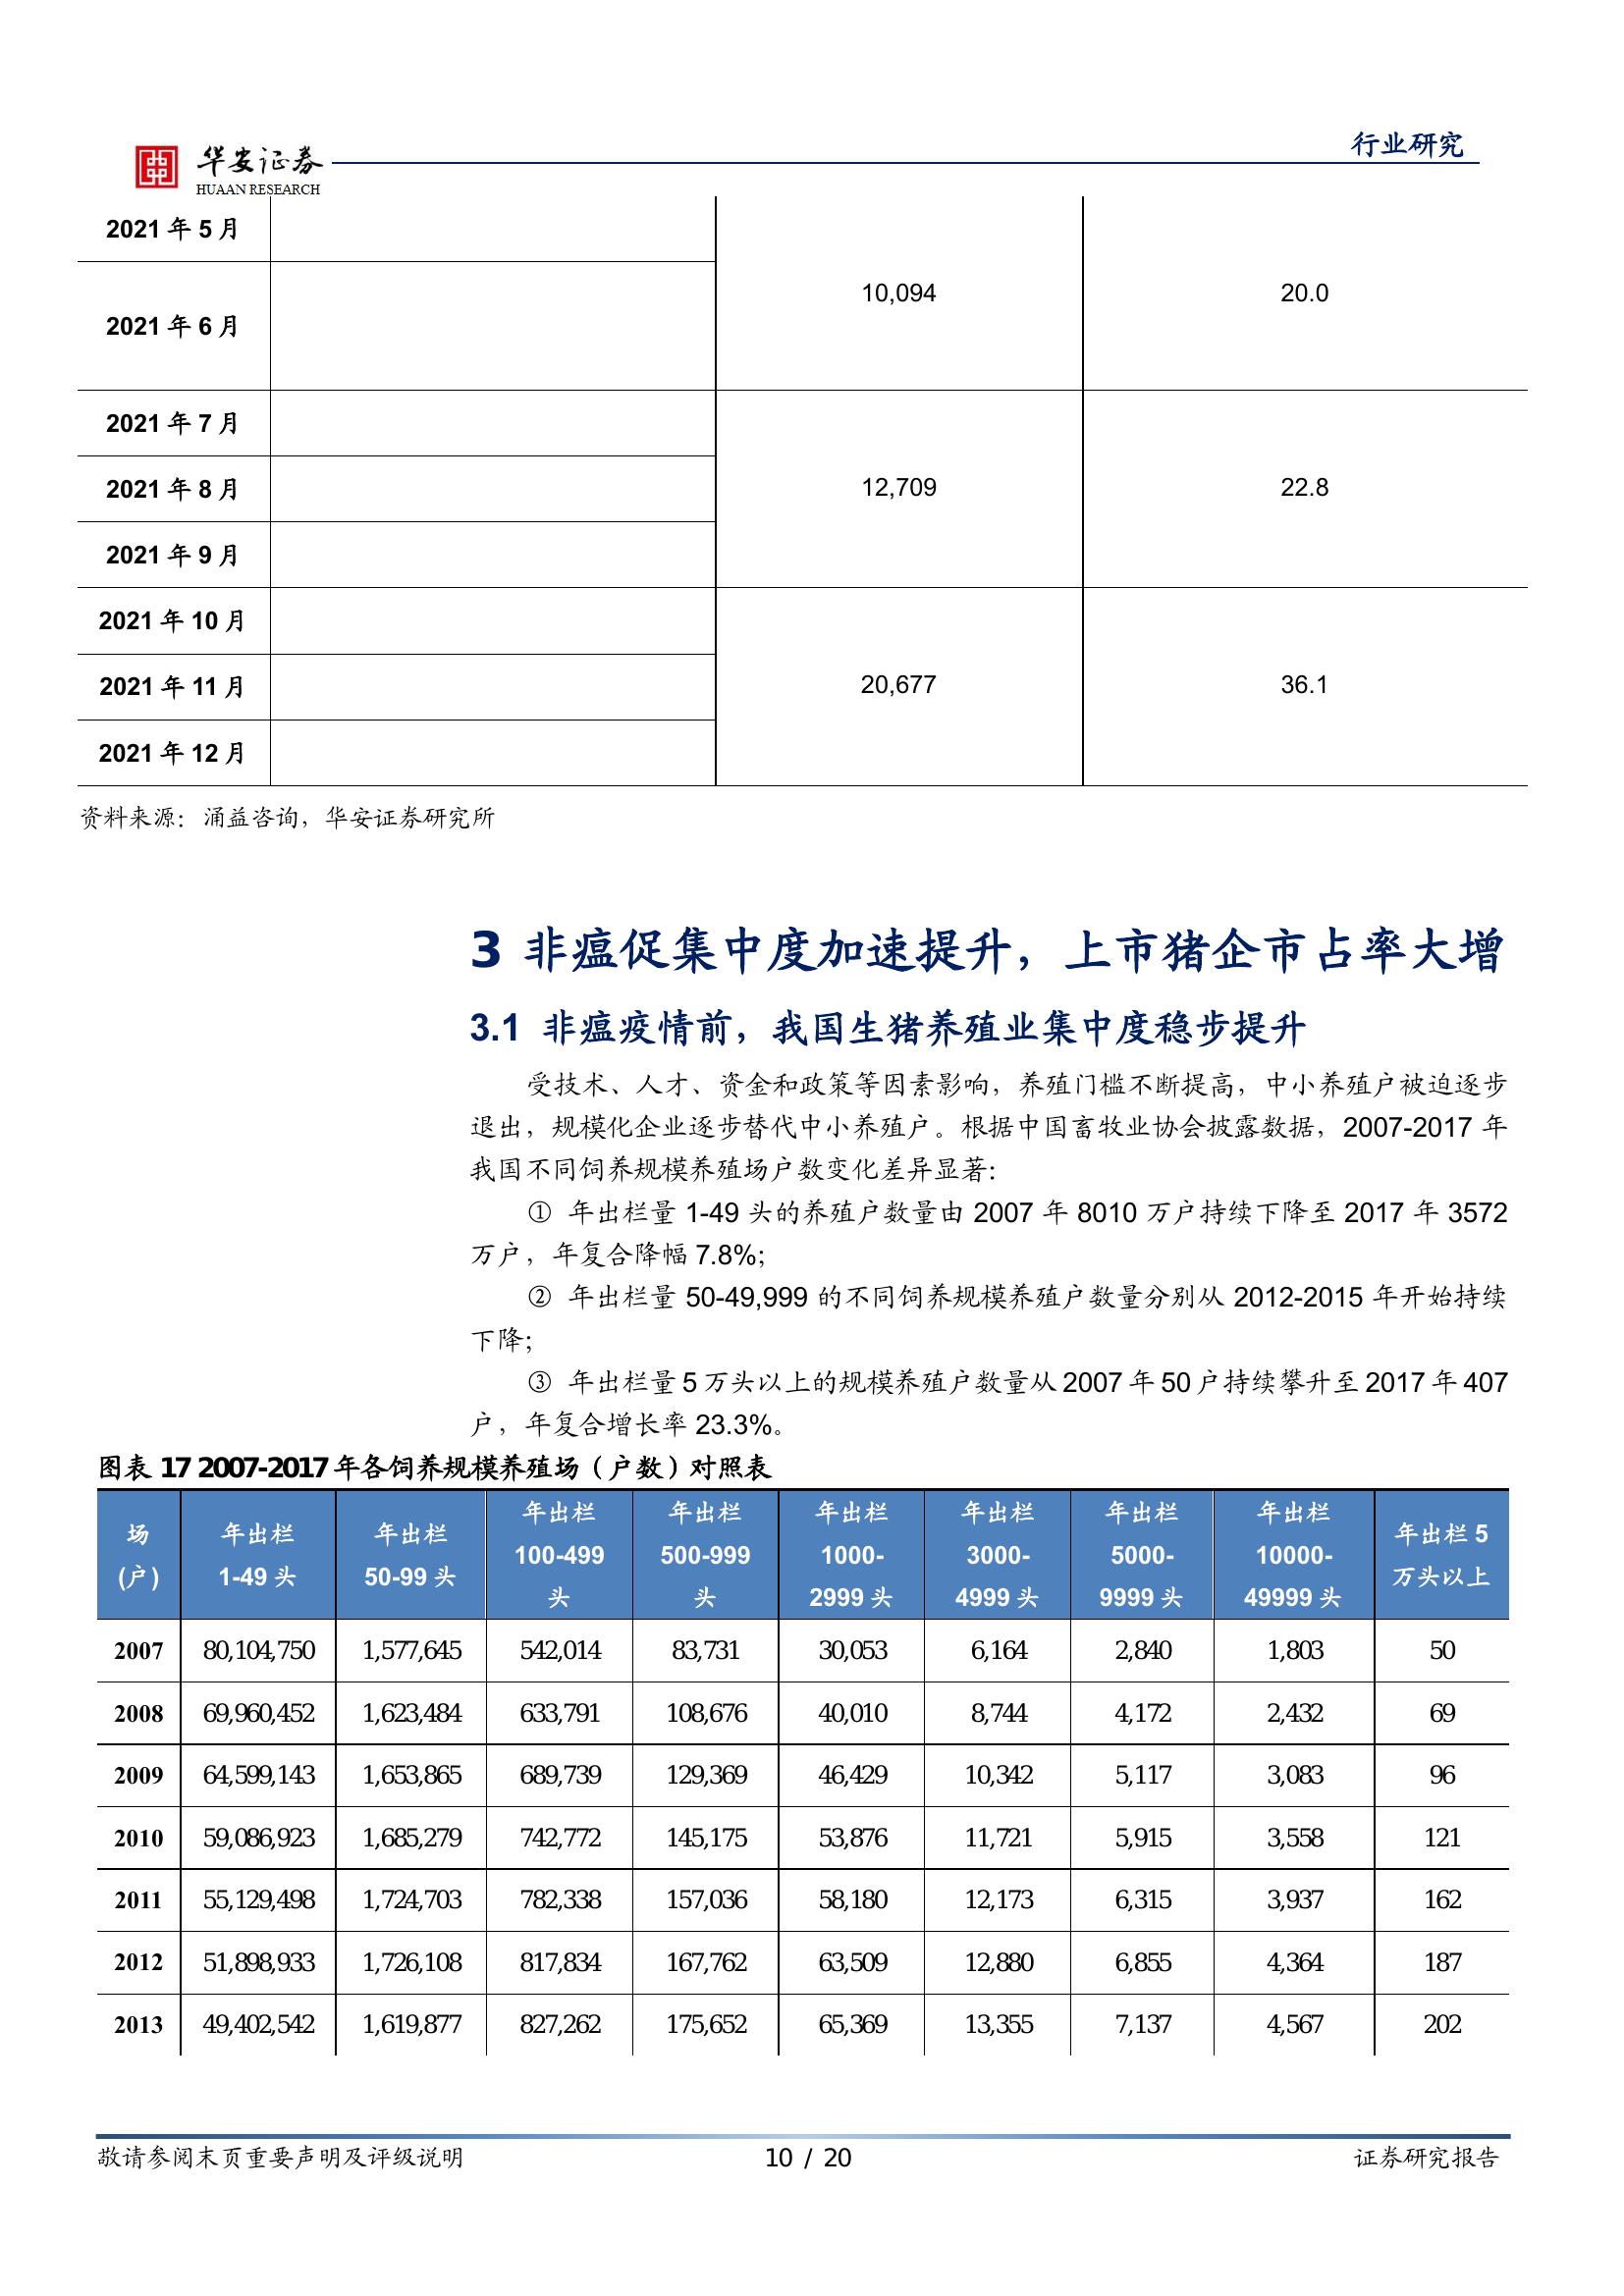 华安证券
HUAAN RESEARCH
行业研究
2021 年 5 月
10,094 20.0
2021 年 6 月
2021 年 7 月
2021 年 8 月 12,709 22.8
2021 年 9 月
2021 年 10 月
2021 年 11 月 20,677 36.1
2021 年 12 月
资料来源：涌益咨询，华安证券研究所
3 非瘟促集中度加速提升，上市猪企市占率大增
3.1 非瘟疫情前，我国生猪养殖业集中度稳步提升
受技术、人才、资金和政策等因素影响，养殖门槛不断提高，中小养殖户被迫逐步
退出，规模化企业逐步替代中小养殖户。根据中国畜牧业协会披露数据，2007-2017 年
我国不同饲养规模养殖场户数变化差异显著：
① 年出栏量 1-49 头的养殖户数量由 2007 年 8010 万户持续下降至 2017 年 3572
万户，年复合降幅 7.8%；
② 年出栏量 50-49,999 的不同饲养规模养殖户数量分别从 2012-2015 年开始持续
下降；
③ 年出栏量 5 万头以上的规模养殖户数量从 2007 年 50 户持续攀升至 2017 年 407
户，年复合增长率 23.3%。
图表 17 2007-2017 年各饲养规模养殖场（户数）对照表
场 年出栏 年出栏 年出栏 年出栏 年出栏 年出栏 年出栏 年出栏 年出栏 5
(户) 1-49 头 50-99 头 100-499 500-999 1000- 3000- 5000- 10000- 万头以上
头 头 2999 头 4999 头 9999 头 49999 头
2007 80,104,750 1,577,645 542,014 83,731 30,053 6,164 2,840 1,803 50
2008 69,960,452 1,623,484 633,791 108,676 40,010 8,744 4,172 2,432 69
2009 64,599,143 1,653,865 689,739 129,369 46,429 10,342 5,117 3,083 96
2010 59,086,923 1,685,279 742,772 145,175 53,876 11,721 5,915 3,558 121
2011 55,129,498 1,724,703 782,338 157,036 58,180 12,173 6,315 3,937 162
2012 51,898,933 1,726,108 817,834 167,762 63,509 12,880 6,855 4,364 187
2013 49,402,542 1,619,877 827,262 175,652 65,369 13,355 7,137 4,567 202
敬请参阅末页重要声明及评级说明 10 / 20 证券研究报告